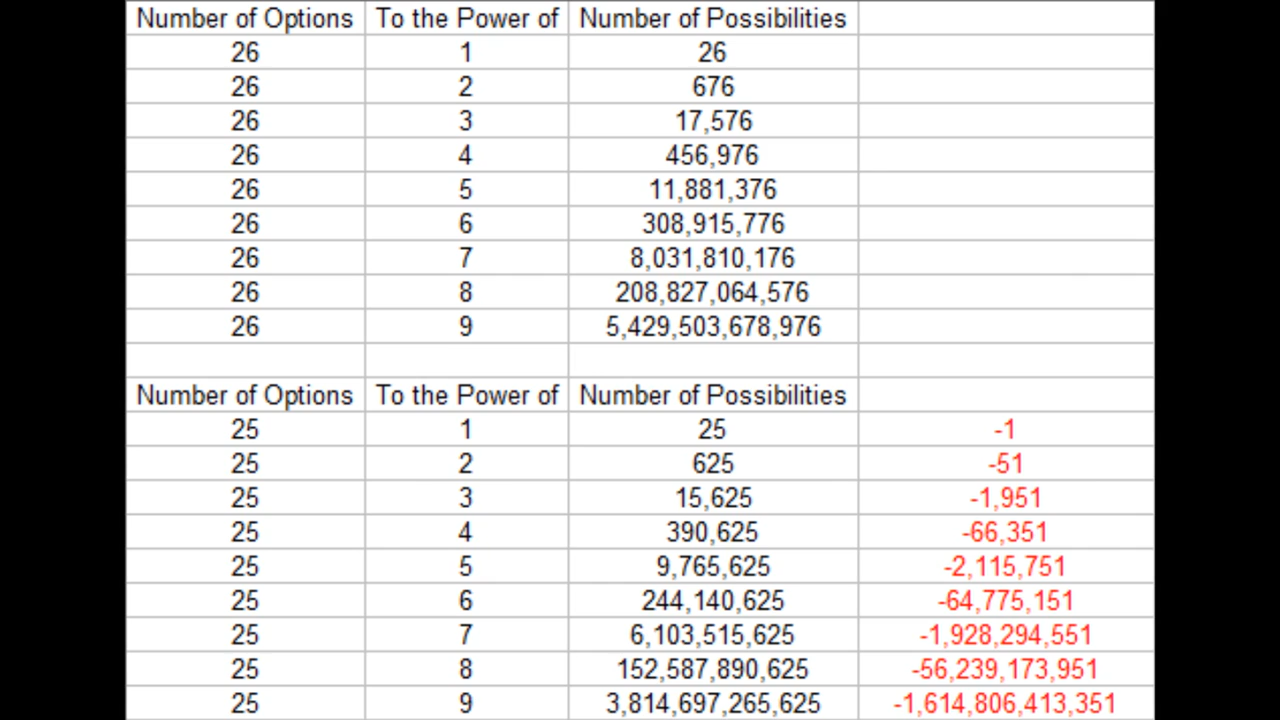 Number of Options To the Power of Number of Possibilities
26 1 26
26 2 676
26 3 17,576
26 4 456,976
26 5 11,881,376
26 6 308,915,776
26 7 8,031,810,176
26 8 208,827,064,576
26 9 5,429,503,678,976
Number of Options To the Power of Number of Possibilities
25 1 25 -1
25 2 625 -51
25 3 15,625 -1,951
25 4 390,625 -66,351
25 5 9,765,625 -2,115,751
25 6 244,140,625 -64,775,151
25 7 6,103,515,625 -1,928,294,551
25 8 152,587,890,625 -56,239,173,951
25 9 3,814,697,265,625 -1,614,806,413,351